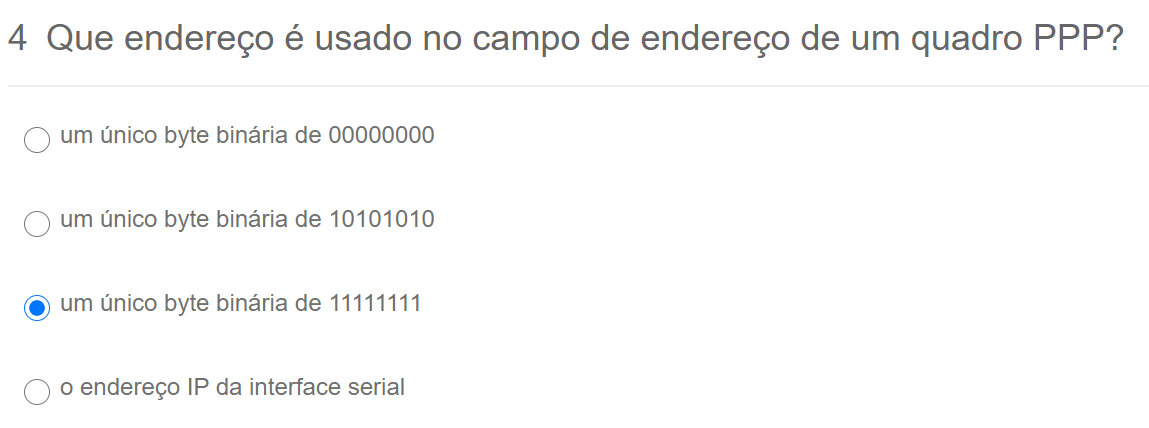 4 Que endereço é usado no campo de endereço de um quadro PPP?
um único byte binária de 00000000
um único byte binária de 10101010
um único byte binária de 11111111
o endereço IP da interface serial